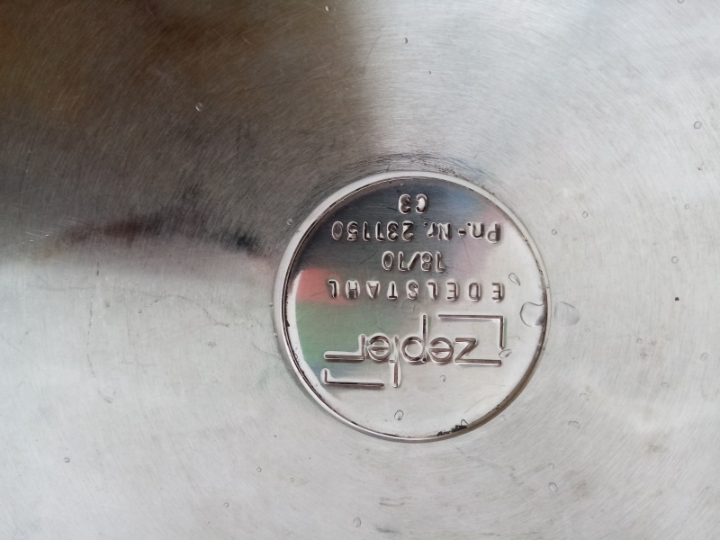 zepter
EDELSTAHL
18/10
Pn.-Nr. 231150
C3